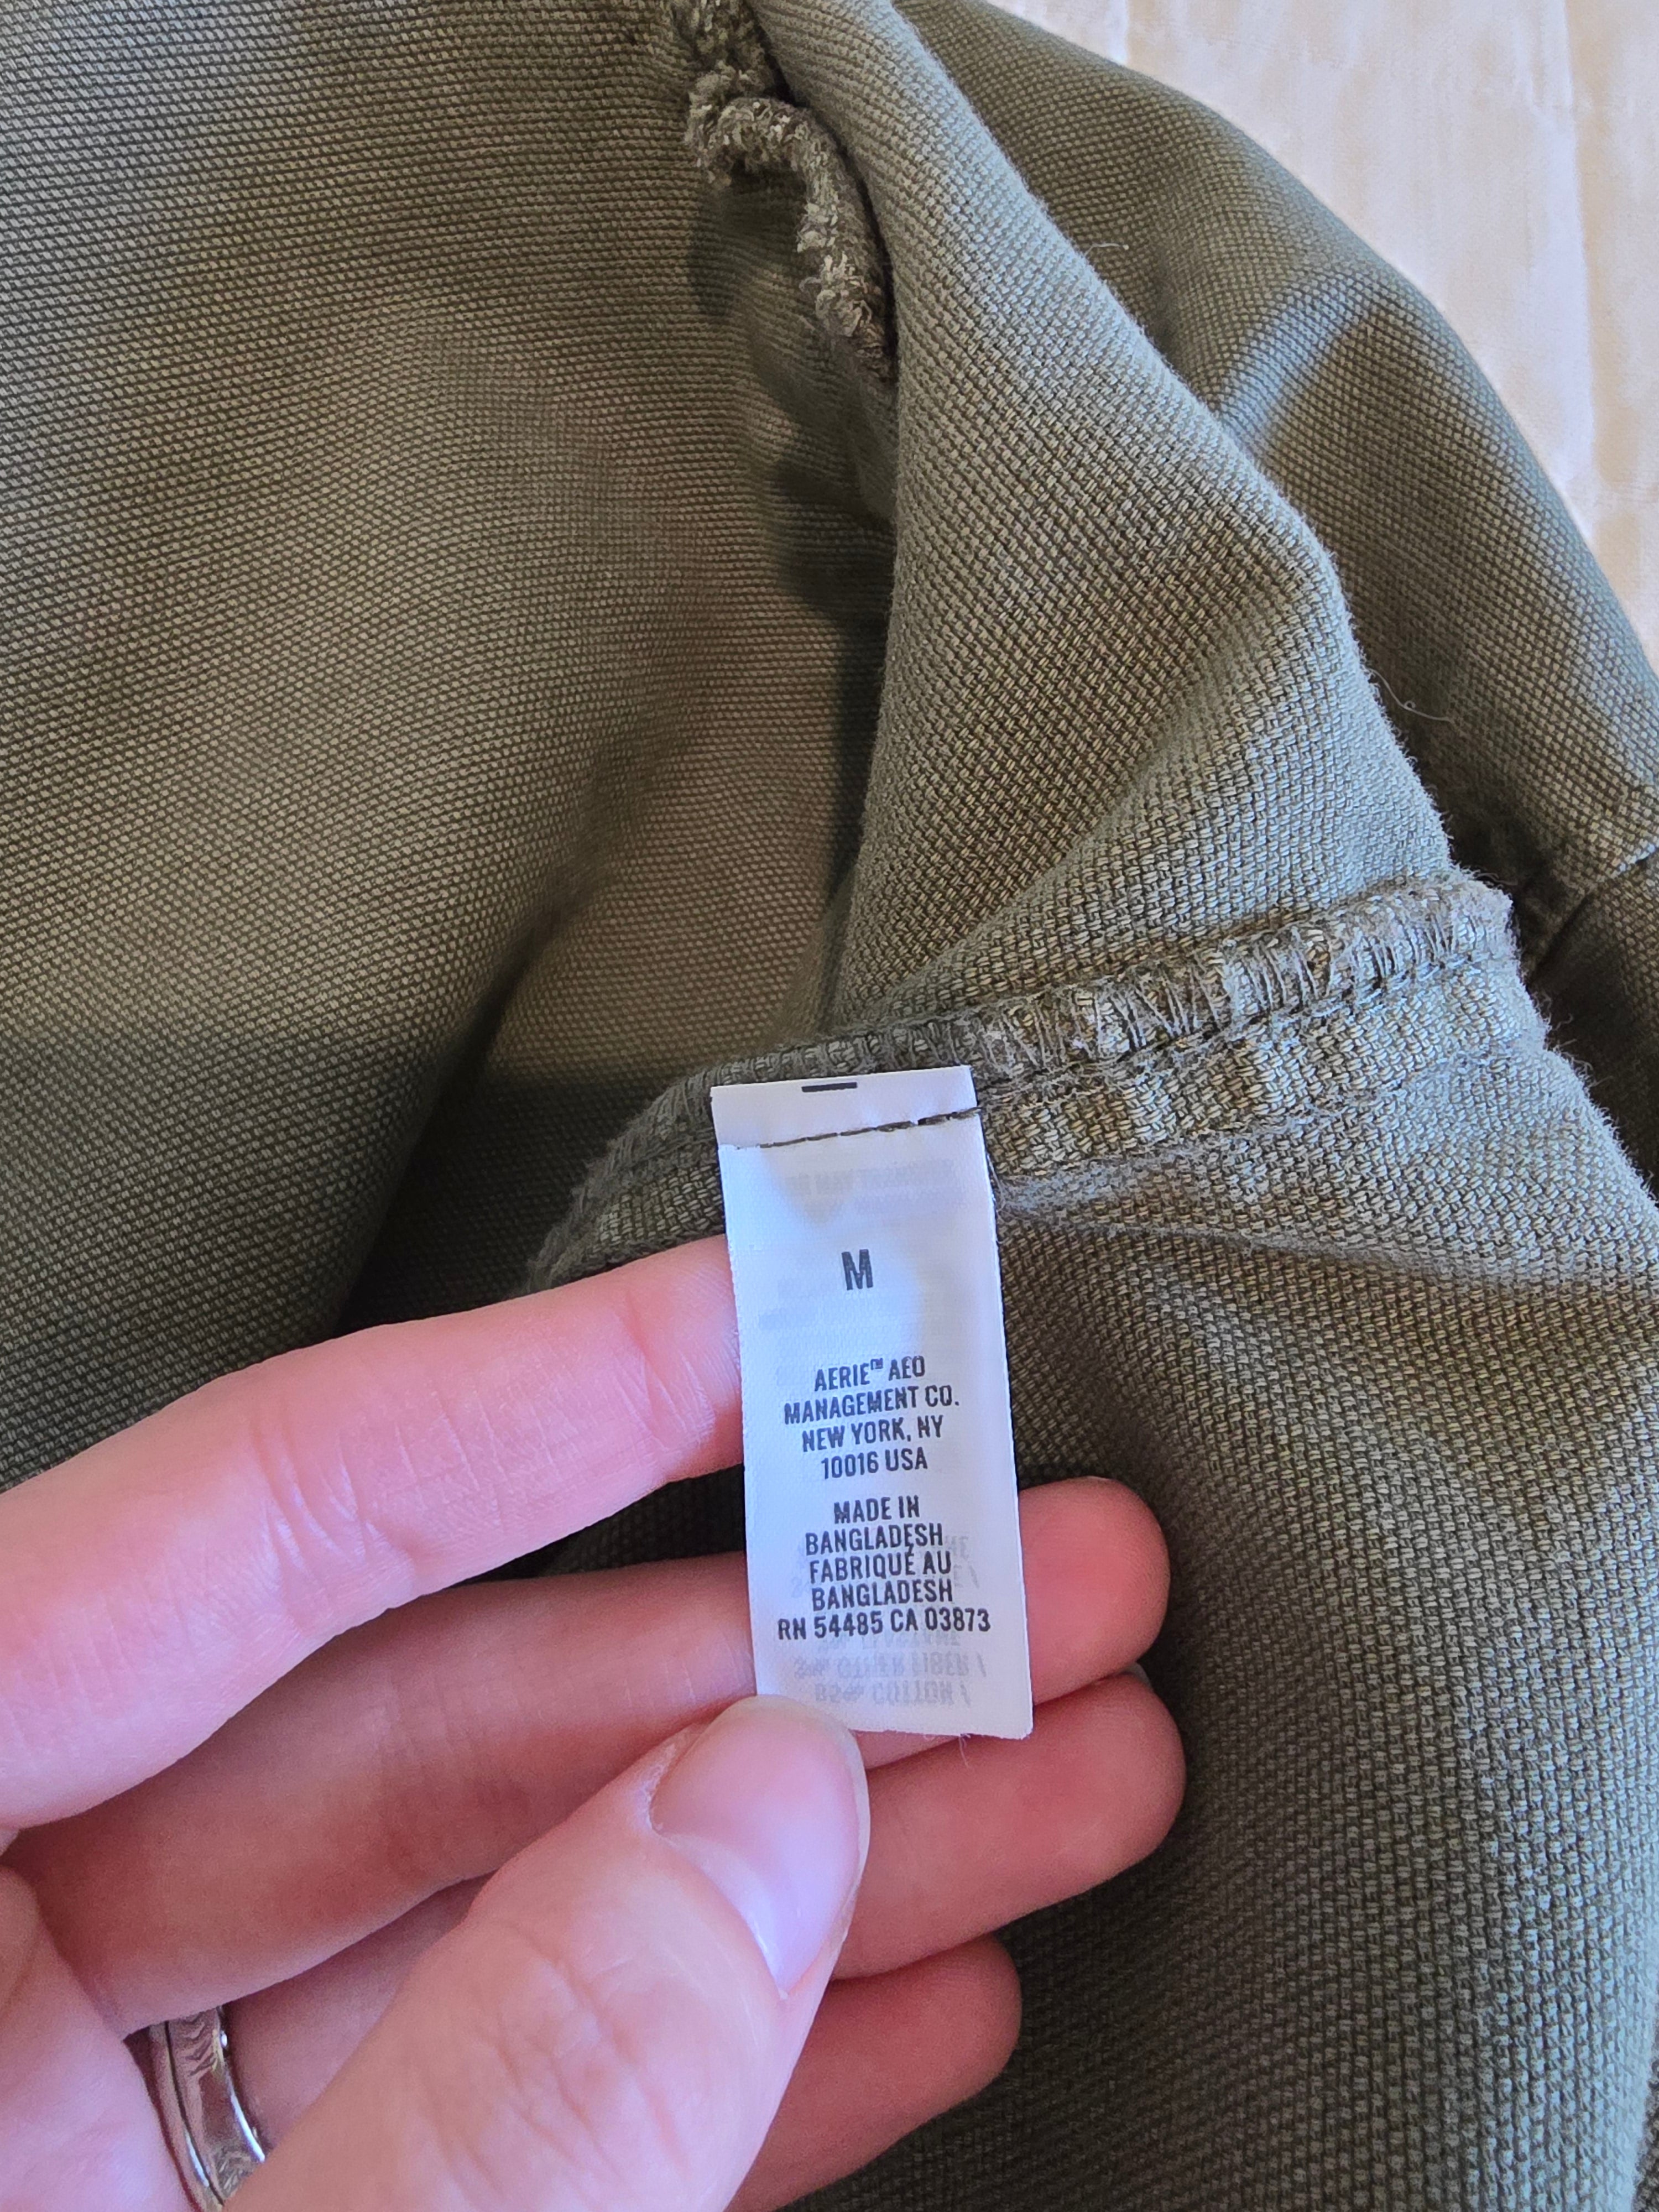 M
AERIE™ AEO
MANAGEMENT CO.
NEW YORK, NY
10016 USA
MADE IN
BANGLADESH
FABRIQUÉ AU
BANGLADESH
RN 54485 CA 03873